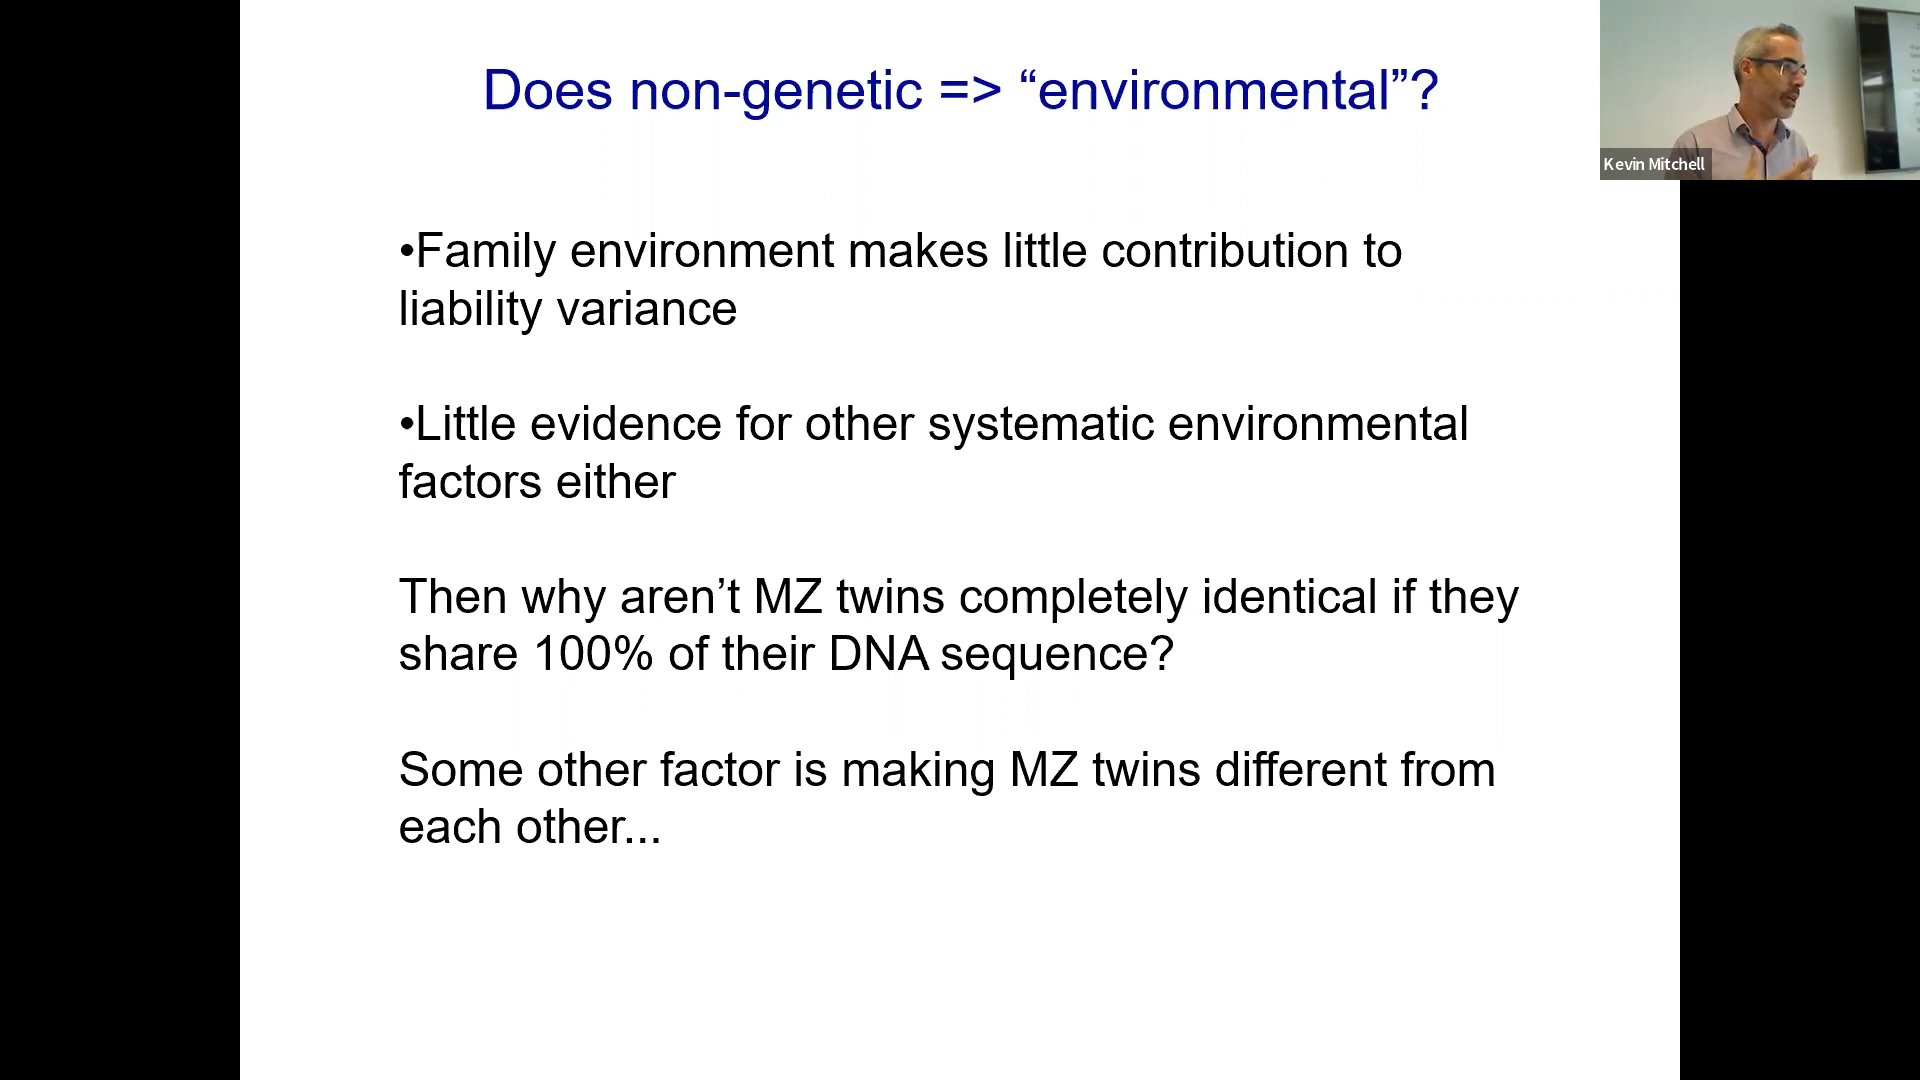 Does non-genetic => “environmental”?
Kevin Mitchell
•Family environment makes little contribution to
liability variance
•Little evidence for other systematic environmental
factors either
Then why aren’t MZ twins completely identical if they
share 100% of their DNA sequence?
Some other factor is making MZ twins different from
each other...